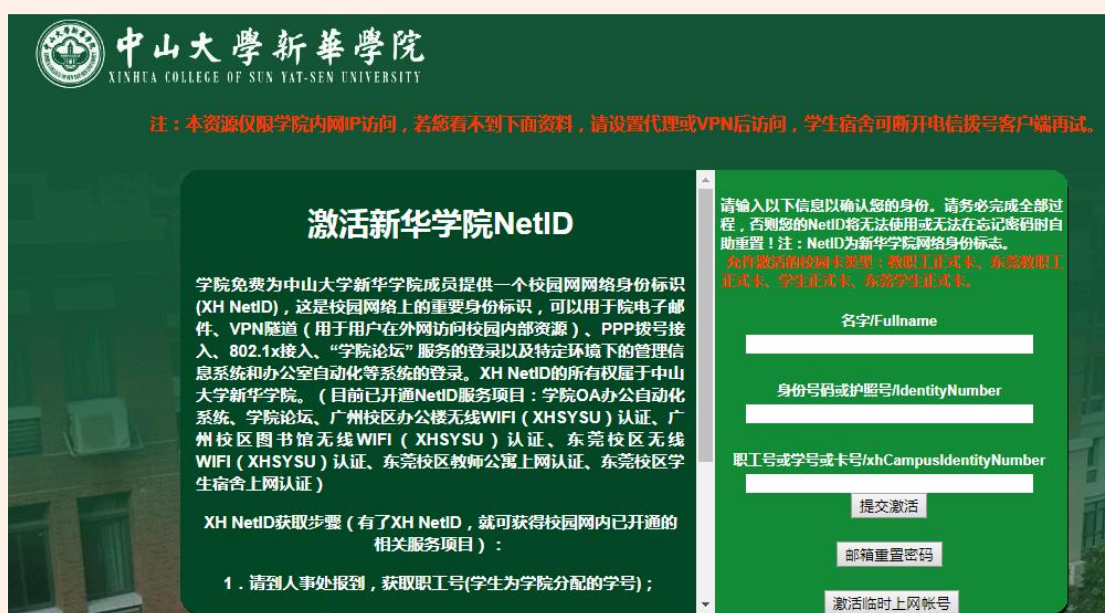 中山大學新華學院
XINHUA COLLEGE OF SUN YAT-SEN UNIVERSITY
注：本资源仅限学院内网IP访问，若您看不到下面资料，请设置代理或VPN后访问，学生宿舍可断开电信拨号客户端再试。
激活新华学院NetID
学院免费为中山大学新华学院成员提供一个校园网网络身份标识
(XH NetID)，这是校园网络上的重要身份标识，可以用于院电子邮
件、VPN隧道（用于用户在外网访问校园内部资源）、PPP拨号接
入、802.1x接入、“学院论坛”服务的登录以及特定环境下的管理信
息系统和办公室自动化等系统的登录。XH NetID的所有权属于中山
大学新华学院。（目前已开通NetID服务项目：学院OA办公自动化
系统、学院论坛、广州校区办公楼无线WIFI（XHSYSU）认证、广
州校区图书馆无线WIFI（XHSYSU）认证、东莞校区无线
WIFI（XHSYSU）认证、东莞校区教师公寓上网认证、东莞校区学
生宿舍上网认证）
XH NetID获取步骤（有了XH NetID，就可获得校园网内已开通的
相关服务项目）：
1．请到人事处报到，获取职工号(学生为学院分配的学号)；
请输入以下信息以确认您的身份。请务必完成全部过
程，否则您的NetID将无法使用或无法在忘记密码时自
助重置！注：NetID为新华学院网络身份标志。
允许激活的校园卡类型：教职工正式卡、东莞教职工
正式卡、学生正式卡、东莞学生正式卡。
名字/Fullname
身份号码或护照号/IdentityNumber
职工号或学号或卡号/xhCampusIdentityNumber
提交激活
邮箱重置密码
激活临时上网帐号